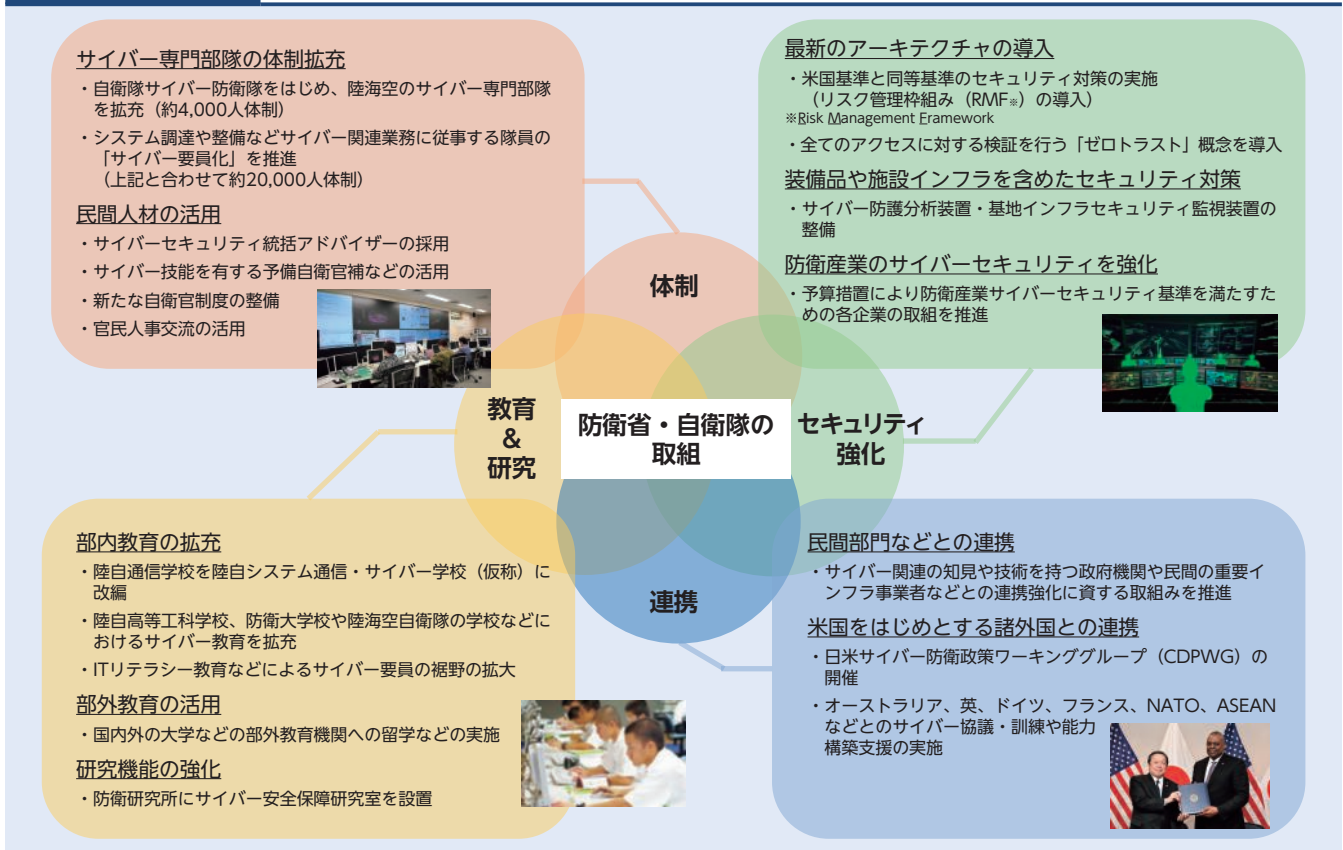 サイバー専門部隊の体制拡充
・自衛隊サイバー防衛隊をはじめ、陸海空のサイバー専門部隊
を拡充（約4,000人体制）
・システム調達や整備などサイバー関連業務に従事する隊員の
「サイバー要員化」を推進
（上記と合わせて約20,000人体制）
民間人材の活用
・サイバーセキュリティ統括アドバイザーの採用
・サイバー技能を有する予備自衛官補などの活用
・新たな自衛官制度の整備
・官民人事交流の活用
最新のアーキテクチャの導入
・米国基準と同等基準のセキュリティ対策の実施
（リスク管理枠組み（RMF※）の導入）
※Risk Management Framework
・全てのアクセスに対する検証を行う「ゼロトラスト」概念を導入
装備品や施設インフラを含めたセキュリティ対策
・サイバー防護分析装置・基地インフラセキュリティ監視装置の
整備
防衛産業のサイバーセキュリティを強化
・予算措置により防衛産業サイバーセキュリティ基準を満たすた
めの各企業の取組を推進
体制
教育
&
研究
防衛省・自衛隊の
取組
セキュリティ
強化
連携
部内教育の拡充
・陸自通信学校を陸自システム通信・サイバー学校（仮称）に
改編
・陸自高等工科学校、防衛大学校や陸海空自衛隊の学校などに
おけるサイバー教育を拡充
・ITリテラシー教育などによるサイバー要員の裾野の拡大
部外教育の活用
・国内外の大学などの部外教育機関への留学などの実施
研究機能の強化
・防衛研究所にサイバー安全保障研究室を設置
民間部門などとの連携
・サイバー関連の知見や技術を持つ政府機関や民間の重要イ
ンフラ事業者などとの連携強化に資する取組みを推進
米国をはじめとする諸外国との連携
・日米サイバー防衛政策ワーキンググループ（CDPWG）の
開催
・オーストラリア、英、ドイツ、フランス、NATO、ASEAN
などとのサイバー協議・訓練や能力
構築支援の実施